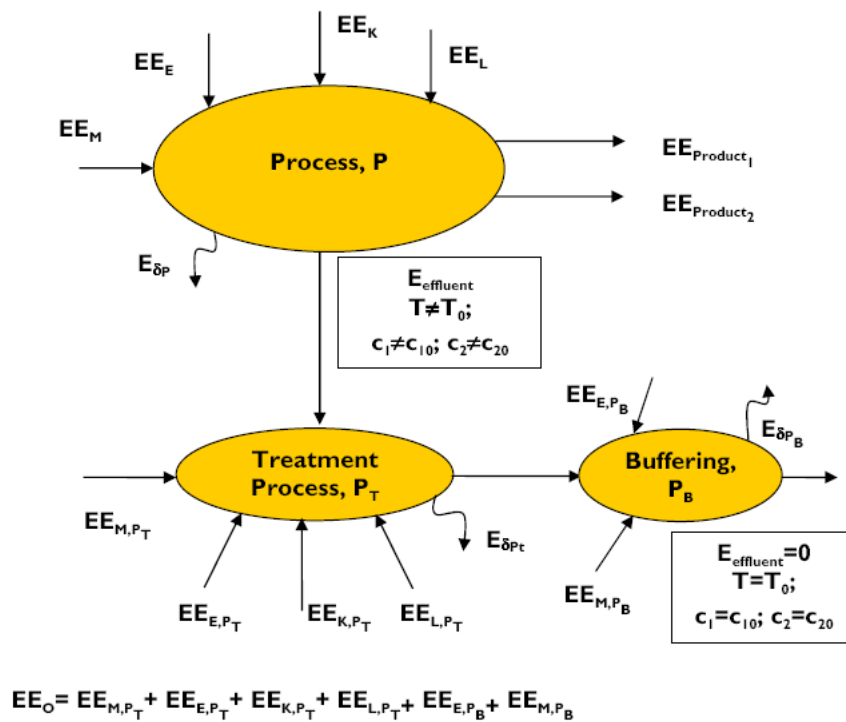 EE_K
EE_E
EE_L
EE_M
Process, P
EE_Product_1
EE_Product_2
E_δP
E_effluent
T≠T_0;
c_1≠c_10; c_2≠c_20
EE_E,P_B
E_δP_B
Treatment
Process, P_T
Buffering,
P_B
EE_M,P_T
E_δPt
EE_E,P_T
EE_K,P_T
EE_L,P_T
EE_M,P_B
E_effluent=0
T=T_0;
c_1=c_10; c_2=c_20
EE_O= EE_M,P_T+ EE_E,P_T+ EE_K,P_T+ EE_L,P_T+ EE_E,P_B+ EE_M,P_B